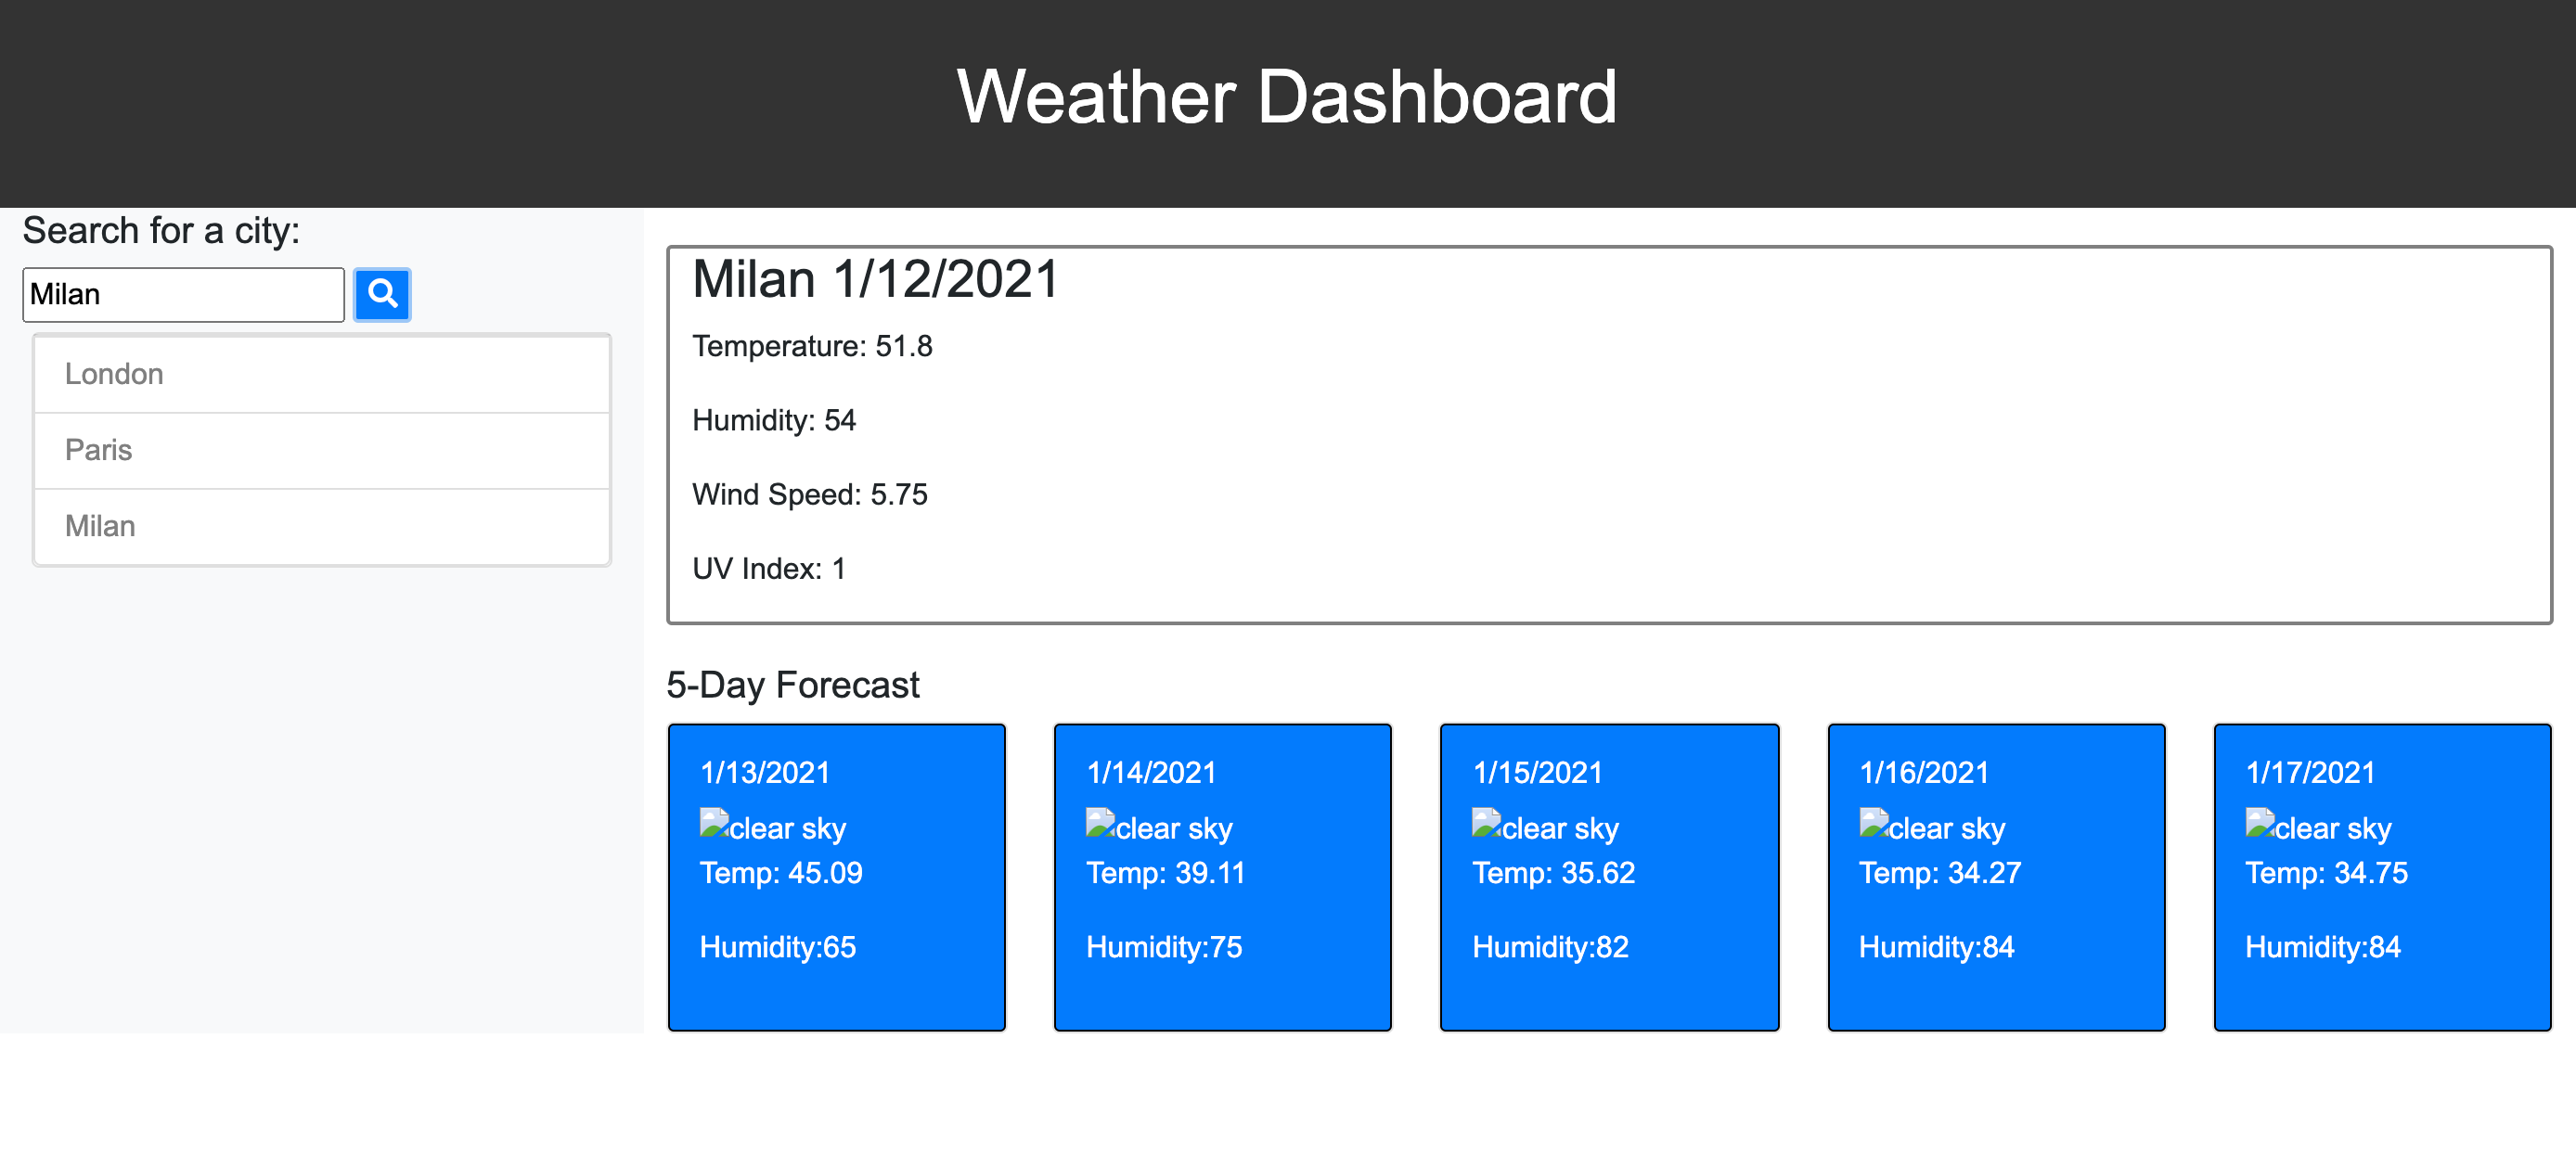 Weather Dashboard
Search for a city:
Milan
London
Paris
Milan
Milan 1/12/2021
Temperature: 51.8
Humidity: 54
Wind Speed: 5.75
UV Index: 1
5-Day Forecast
1/13/2021
clear sky
Temp: 45.09
Humidity:65
1/14/2021
clear sky
Temp: 39.11
Humidity:75
1/15/2021
clear sky
Temp: 35.62
Humidity:82
1/16/2021
clear sky
Temp: 34.27
Humidity:84
1/17/2021
clear sky
Temp: 34.75
Humidity:84